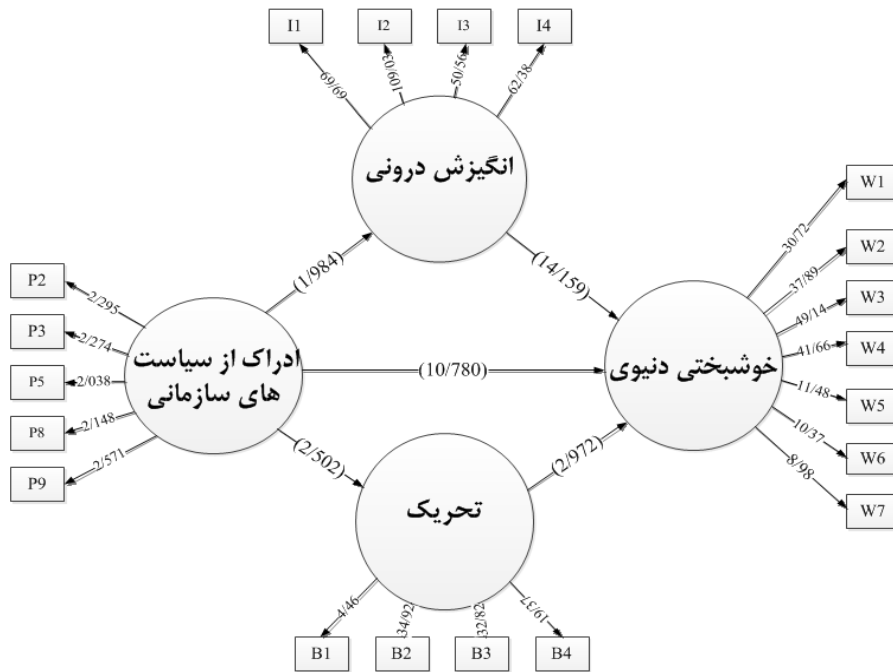 I1
I2
I3
I4
69/69
109/03
50/56
62/38
انگیزش درونی
W1
W2
W3
W4
W5
W6
W7
30/72
37/89
49/14
41/66
11/48
10/37
8/98
(1/984)
(14/159)
P2
P3
P5
P8
P9
2/295
2/274
2/038
2/148
2/571
ادراک از سیاست
های سازمانی
(10/780)
خوشبختی دنیوی
(2/502)
(2/972)
تحریک
4/46
34/92
32/82
19/37
B1
B2
B3
B4